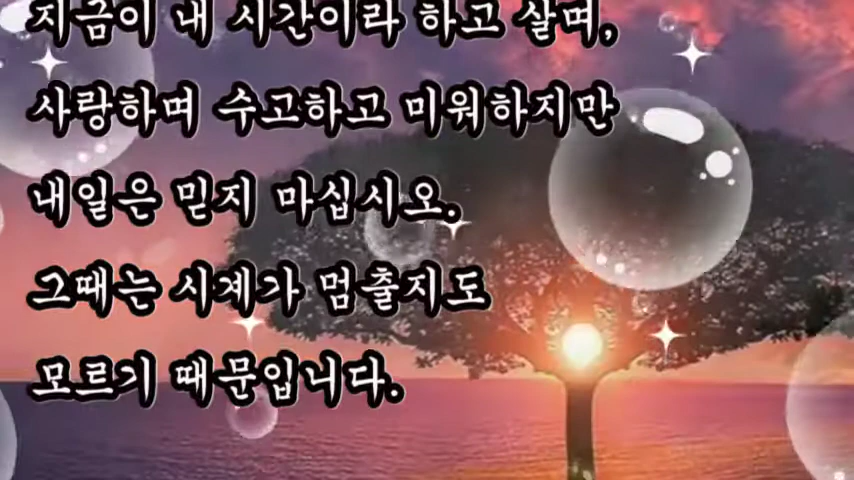 지금이 내 시간이라 하고 살며,
사랑하며 수고하고 미워하지만
내일은 믿지 마십시오.
그때는 시계가 멈출지도
모르기 때문입니다.